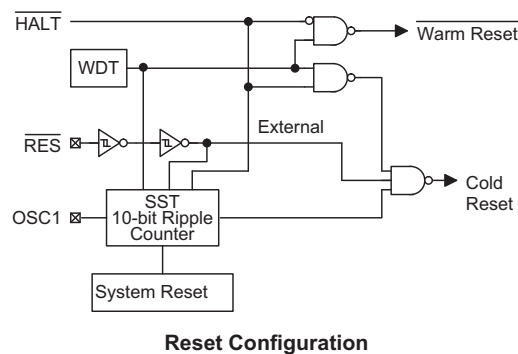 HALT
Warm Reset
WDT
External
RES
Cold
Reset
SST
10-bit Ripple
Counter
OSC1
System Reset
Reset Configuration